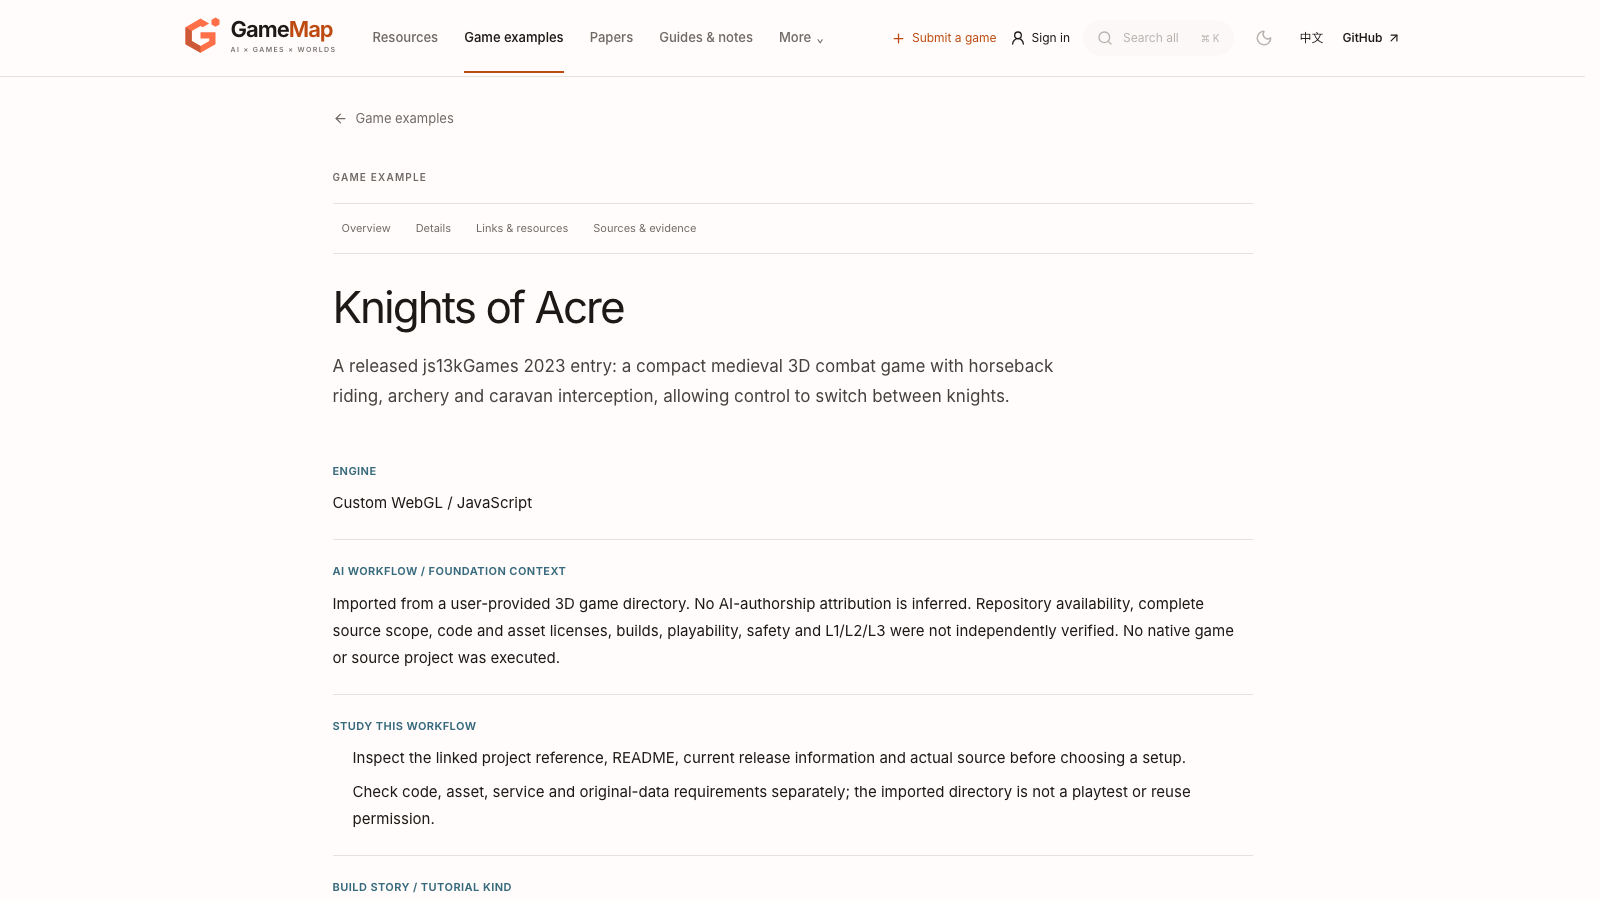 GameMap
AI × GAMES × WORLDS
Resources
Game examples
Papers
Guides & notes
More
Submit a game
Sign in
Search all
⌘ K
中文
GitHub
Game examples
GAME EXAMPLE
Overview
Details
Links & resources
Sources & evidence
Knights of Acre
A released js13kGames 2023 entry: a compact medieval 3D combat game with horseback
riding, archery and caravan interception, allowing control to switch between knights.
ENGINE
Custom WebGL / JavaScript
AI WORKFLOW / FOUNDATION CONTEXT
Imported from a user-provided 3D game directory. No AI-authorship attribution is inferred. Repository availability, complete
source scope, code and asset licenses, builds, playability, safety and L1/L2/L3 were not independently verified. No native game
or source project was executed.
STUDY THIS WORKFLOW
Inspect the linked project reference, README, current release information and actual source before choosing a setup.
Check code, asset, service and original-data requirements separately; the imported directory is not a playtest or reuse
permission.
BUILD STORY / TUTORIAL KIND